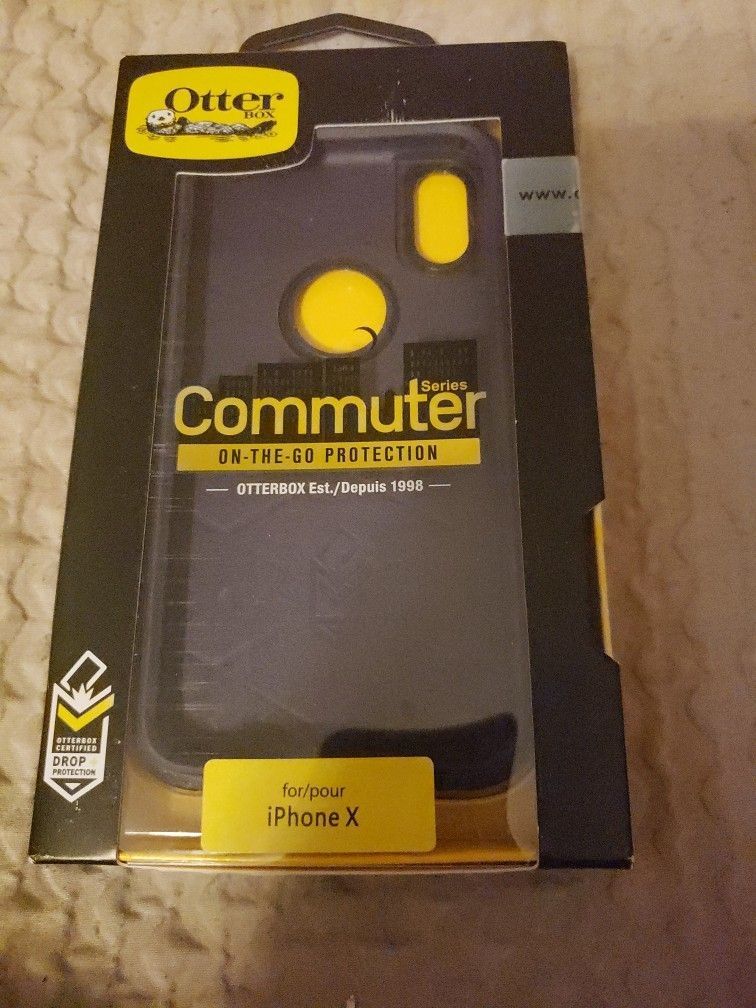 Otter
BOX
www.
Series
Commuter
ON-THE-GO PROTECTION
OTTERBOX Est./Depuis 1998
OTTERBOX
CERTIFIED
DROP+
PROTECTION
for/pour
iPhone X